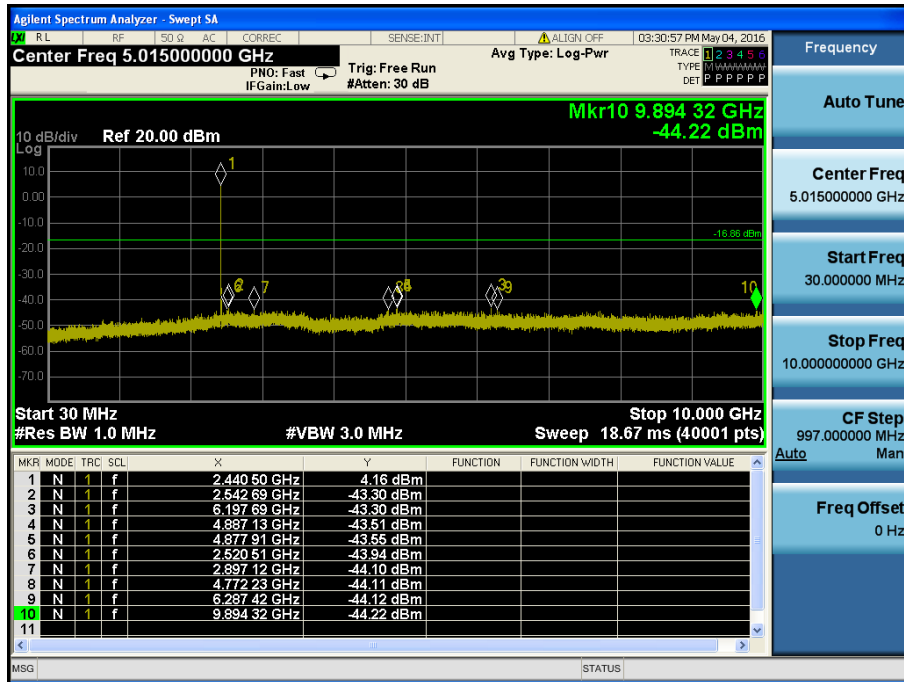 Agilent Spectrum Analyzer - Swept SA
LXI RL RF 50 Ω AC CORREC SENSE:INT ALIGN OFF 03:30:57 PM May 04, 2016
Center Freq 5.015000000 GHz
PNO: Fast
IFGain:Low
Trig: Free Run
#Atten: 30 dB
Avg Type: Log-Pwr
TRACE 1 2 3 4 5 6
TYPE M WWWWW
DET P P P P P P
Mkr10 9.894 32 GHz
-44.22 dBm
10 dB/div Ref 20.00 dBm
Log
10.0
0.00
-10.0
-20.0
-30.0
-40.0
-50.0
-60.0
-70.0
-16.86 dBm
1
7
9
10
Start 30 MHz Stop 10.000 GHz
#Res BW 1.0 MHz #VBW 3.0 MHz Sweep 18.67 ms (40001 pts)
MKR MODE TRC SCL X Y FUNCTION FUNCTION WIDTH FUNCTION VALUE
1 N 1 f 2.440 50 GHz 4.16 dBm
2 N 1 f 2.542 69 GHz -43.30 dBm
3 N 1 f 6.197 69 GHz -43.30 dBm
4 N 1 f 4.887 13 GHz -43.51 dBm
5 N 1 f 4.877 91 GHz -43.55 dBm
6 N 1 f 2.520 51 GHz -43.94 dBm
7 N 1 f 2.897 12 GHz -44.10 dBm
8 N 1 f 4.772 23 GHz -44.11 dBm
9 N 1 f 6.287 42 GHz -44.12 dBm
10 N 1 f 9.894 32 GHz -44.22 dBm
11
MSG STATUS
Frequency
Auto Tune
Center Freq
5.015000000 GHz
Start Freq
30.000000 MHz
Stop Freq
10.000000000 GHz
CF Step
997.000000 MHz
Auto Man
Freq Offset
0 Hz